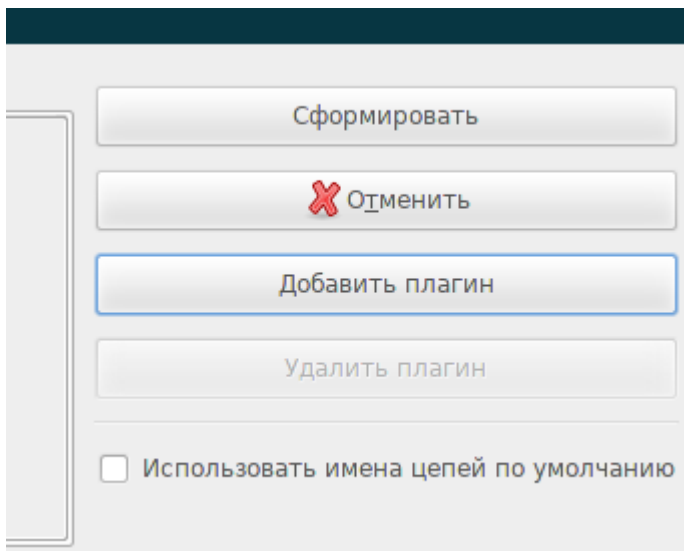 Сформировать
Отменить
Добавить плагин
Удалить плагин
Использовать имена цепей по умолчанию